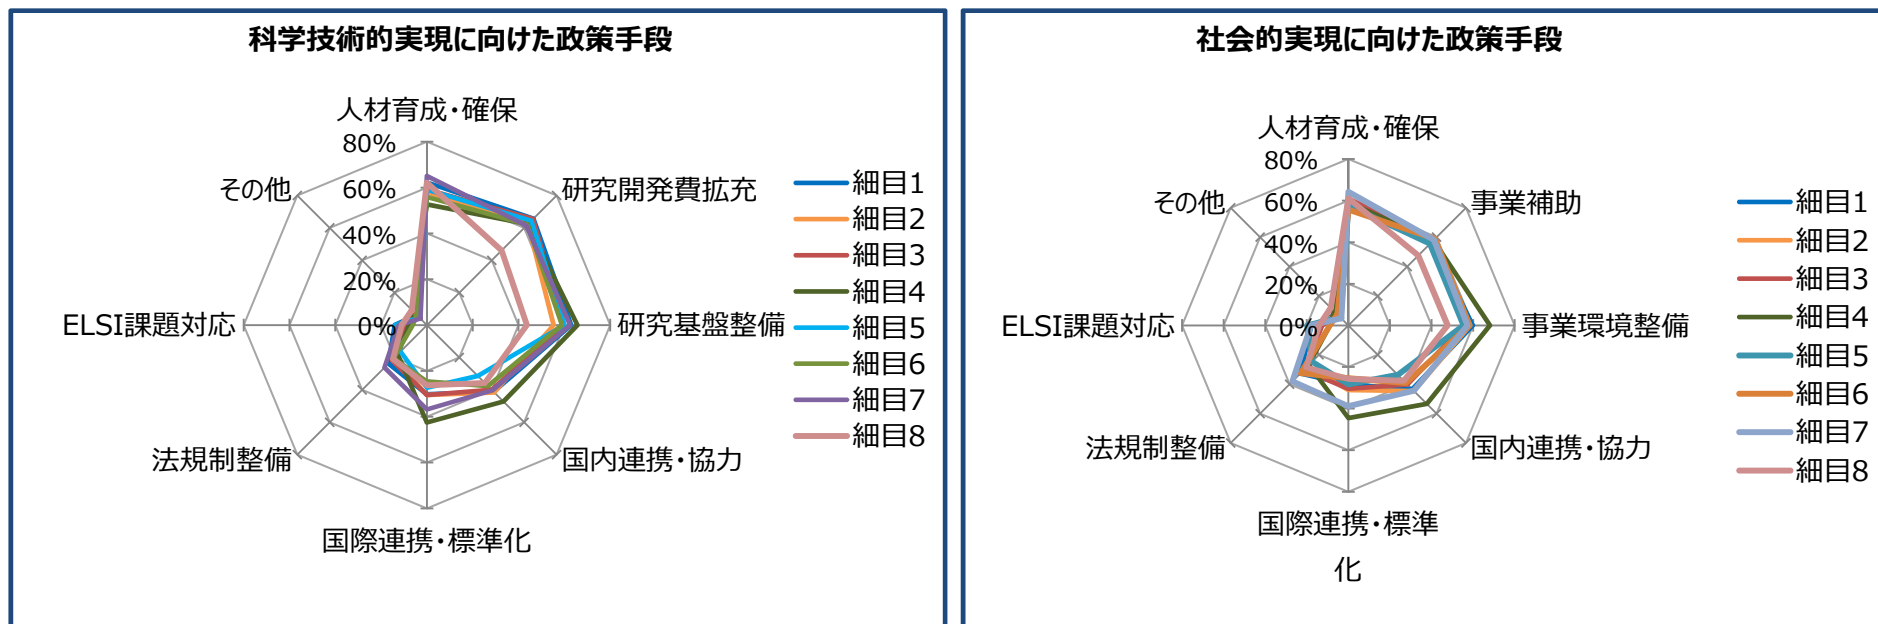 科学技術的実現に向けた政策手段
人材育成・確保
80%
60%
40%
20%
0%
研究開発費拡充
研究基盤整備
国内連携・協力
国際連携・標準化
法規制整備
ELSI課題対応
その他
細目1
細目2
細目3
細目4
細目5
細目6
細目7
細目8
社会的実現に向けた政策手段
人材育成・確保
80%
60%
40%
20%
0%
事業補助
事業環境整備
国内連携・協力
国際連携・標準
化
法規制整備
ELSI課題対応
その他
細目1
細目2
細目3
細目4
細目5
細目6
細目7
細目8